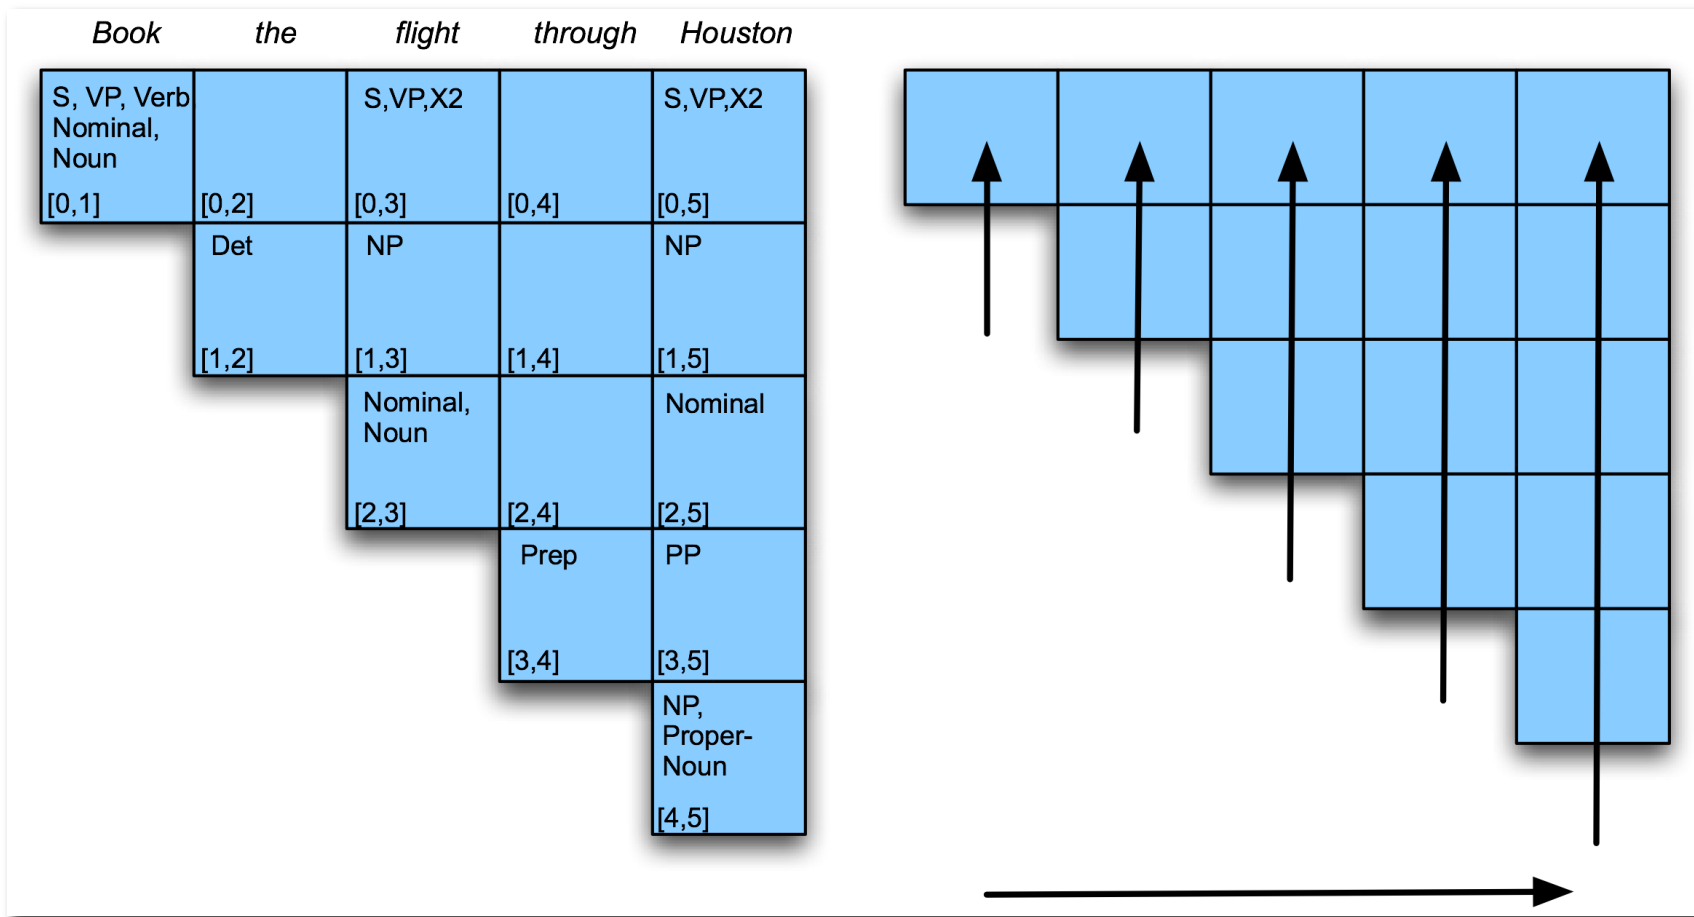 Book the flight through Houston
S, VP, Verb
Nominal,
Noun
[0,1]
[0,2]
S,VP,X2
[0,3]
[0,4]
S,VP,X2
[0,5]
Det
[1,2]
NP
[1,3]
[1,4]
NP
[1,5]
Nominal,
Noun
[2,3]
[2,4]
Nominal
[2,5]
Prep
[3,4]
PP
[3,5]
NP,
Proper-
Noun
[4,5]